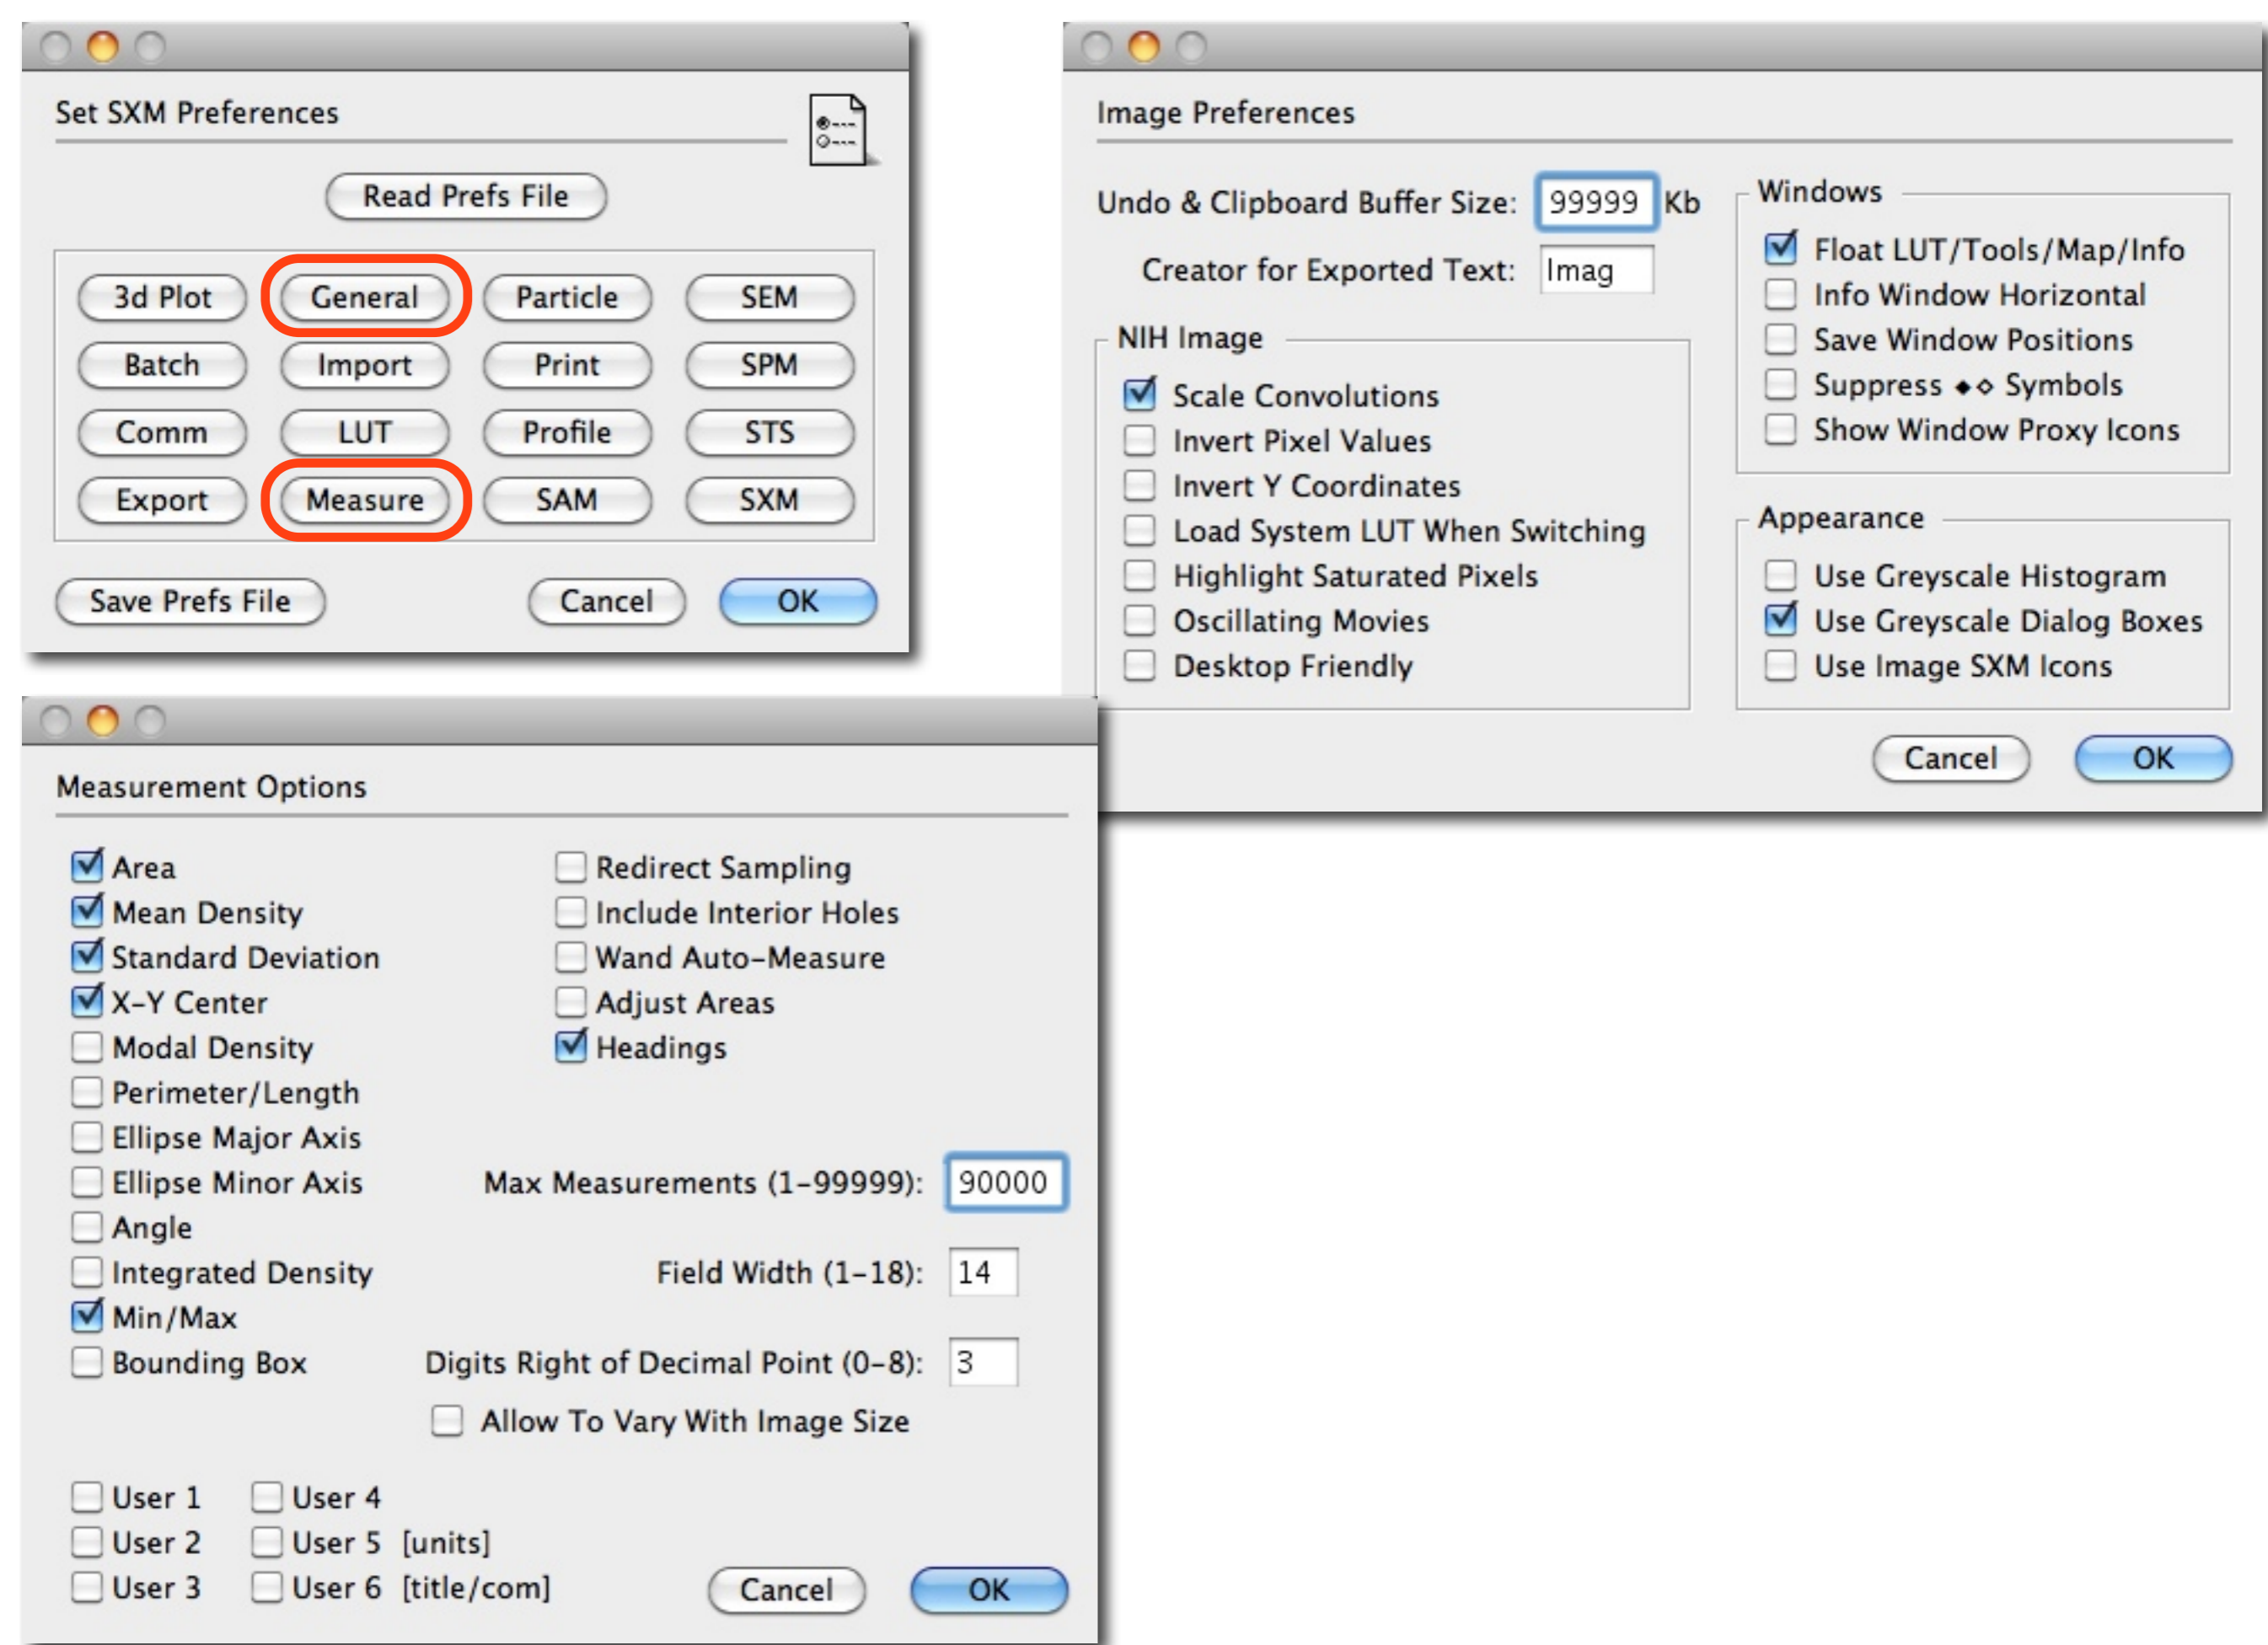 Set SXM Preferences
Read Prefs File
3d Plot General Particle SEM
Batch Import Print SPM
Comm LUT Profile STS
Export Measure SAM SXM
Save Prefs File Cancel OK
Image Preferences
Undo & Clipboard Buffer Size: 99999 Kb
Creator for Exported Text: Imag
NIH Image
Scale Convolutions
Invert Pixel Values
Invert Y Coordinates
Load System LUT When Switching
Highlight Saturated Pixels
Oscillating Movies
Desktop Friendly
Windows
Float LUT/Tools/Map/Info
Info Window Horizontal
Save Window Positions
Suppress ◆◇ Symbols
Show Window Proxy Icons
Appearance
Use Greyscale Histogram
Use Greyscale Dialog Boxes
Use Image SXM Icons
Cancel OK
Measurement Options
Area
Mean Density
Standard Deviation
X-Y Center
Modal Density
Perimeter/Length
Ellipse Major Axis
Ellipse Minor Axis
Angle
Integrated Density
Min/Max
Bounding Box
Redirect Sampling
Include Interior Holes
Wand Auto-Measure
Adjust Areas
Headings
Max Measurements (1-99999): 90000
Field Width (1-18): 14
Digits Right of Decimal Point (0-8): 3
Allow To Vary With Image Size
User 1 User 4
User 2 User 5 [units]
User 3 User 6 [title/com]
Cancel OK